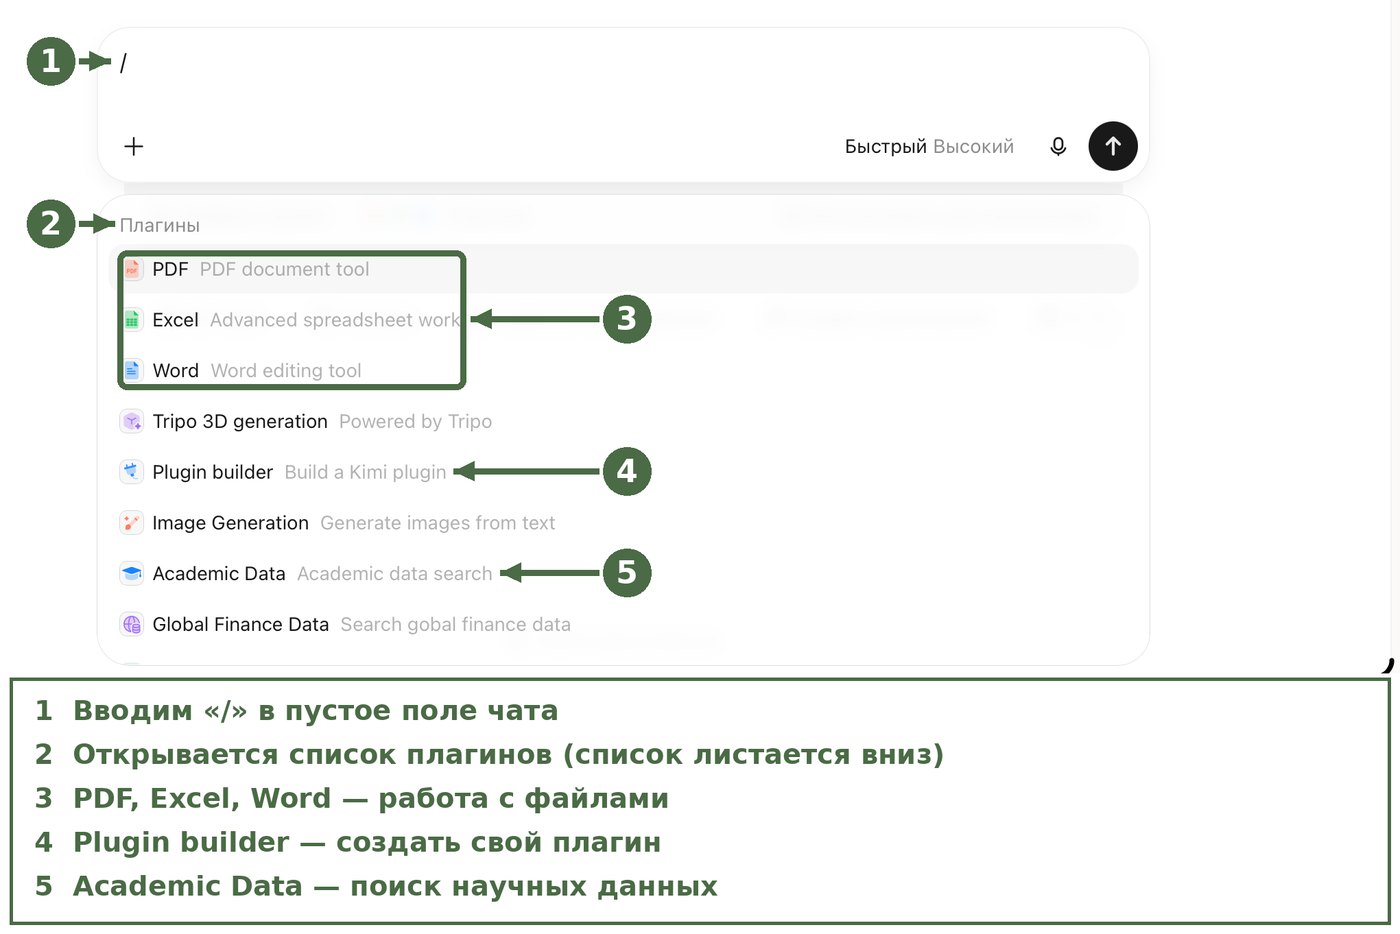 1 /
Быстрый Высокий
2 Плагины
PDF PDF document tool
Excel Advanced spreadsheet work 3
Word Word editing tool
Tripo 3D generation Powered by Tripo
Plugin builder Build a Kimi plugin 4
Image Generation Generate images from text
Academic Data Academic data search 5
Global Finance Data Search gobal finance data
1 Вводим «/» в пустое поле чата
2 Открывается список плагинов (список листается вниз)
3 PDF, Excel, Word — работа с файлами
4 Plugin builder — создать свой плагин
5 Academic Data — поиск научных данных